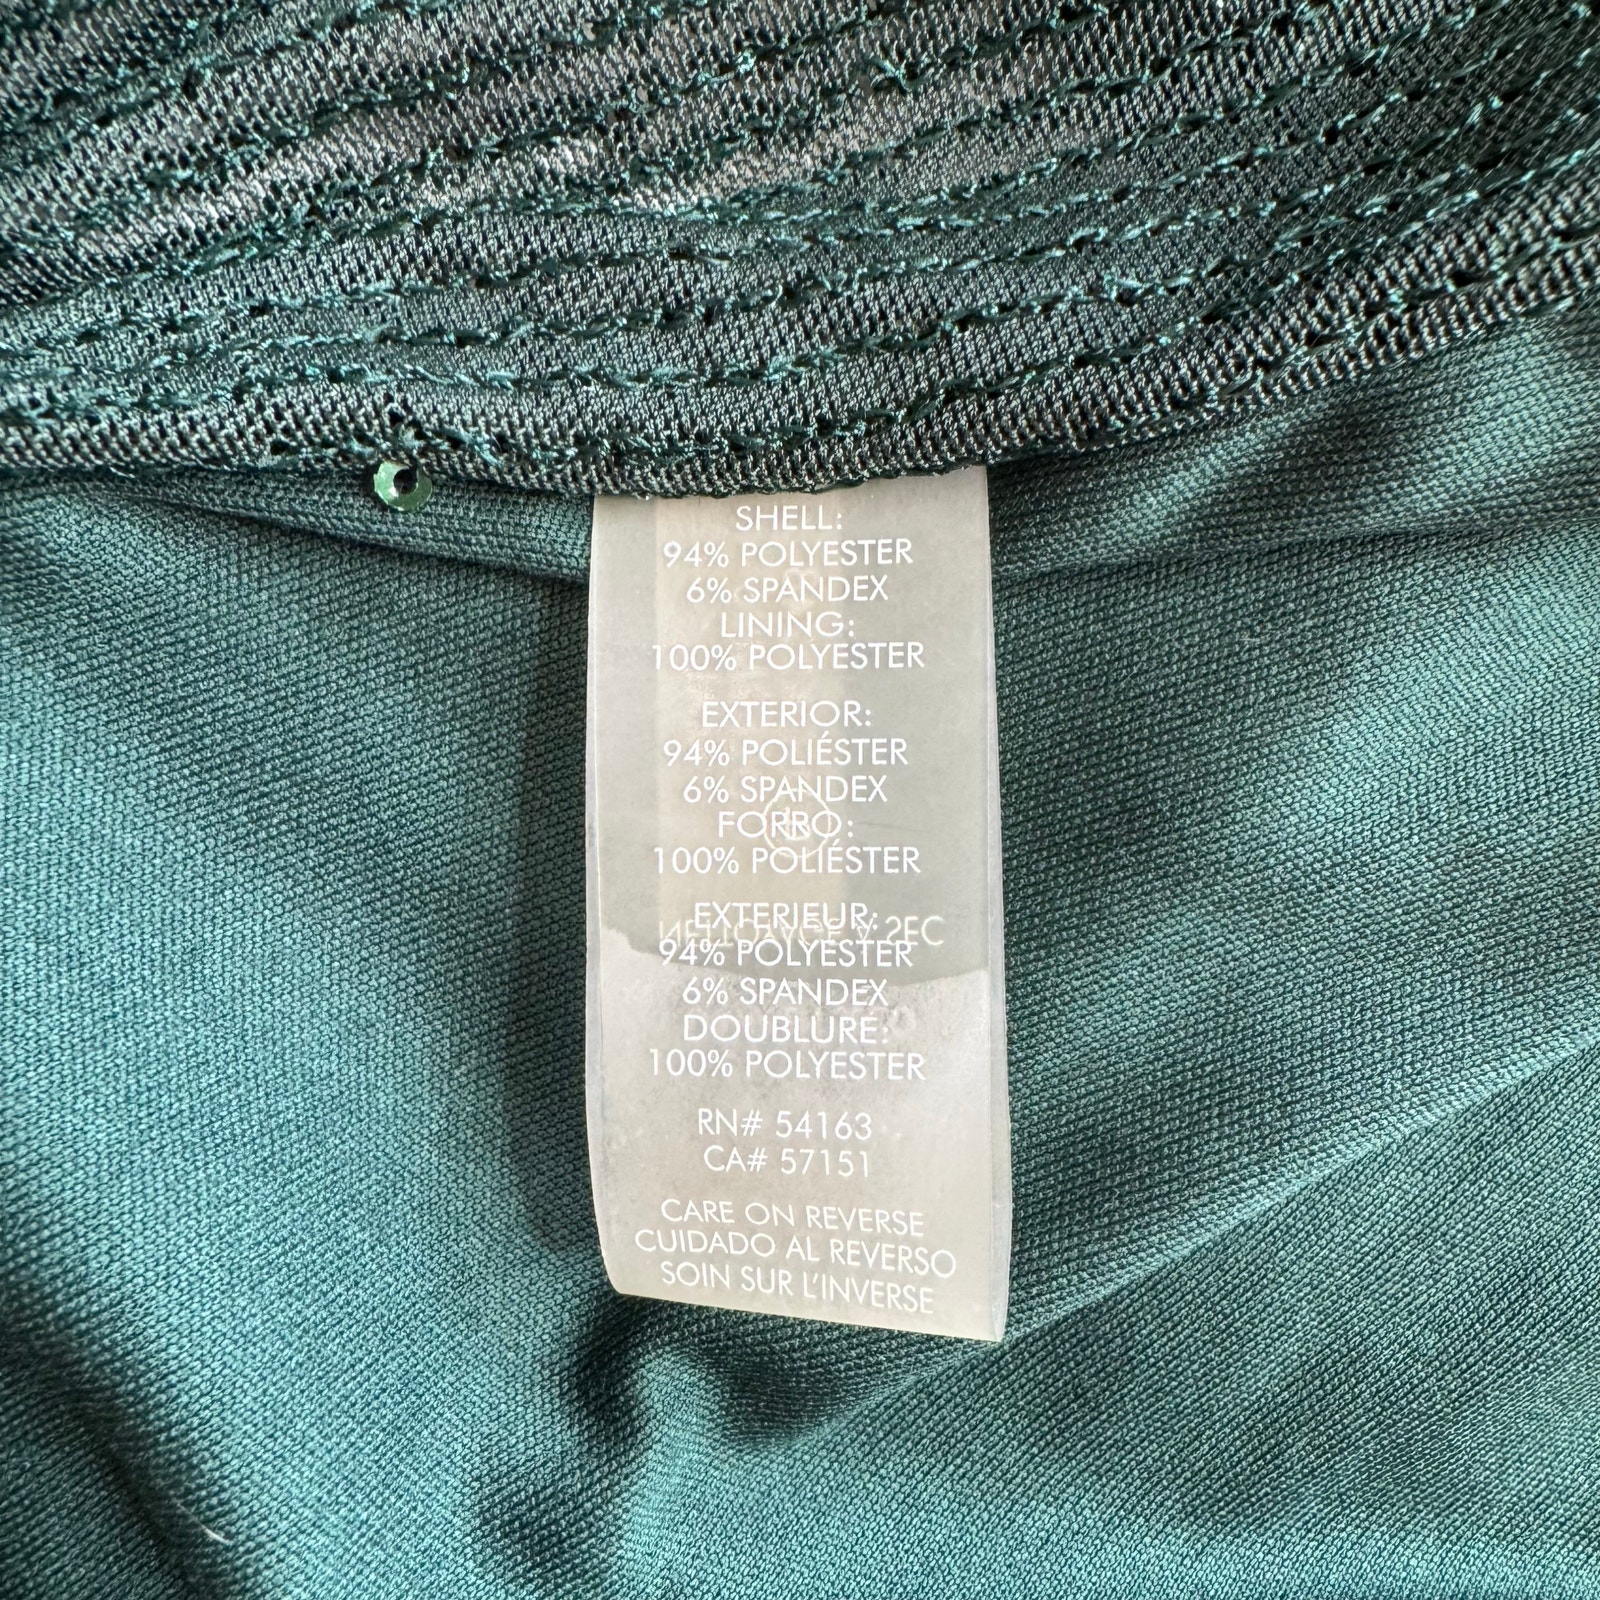 SHELL:
94% POLYESTER
6% SPANDEX
LINING:
100% POLYESTER
EXTERIOR:
94% POLIÉSTER
6% SPANDEX
FORRO:
100% POLIÉSTER
EXTERIEUR:
94% POLYESTER
6% SPANDEX
DOUBLURE:
100% POLYESTER
RN# 54163
CA# 57151
CARE ON REVERSE
CUIDADO AL REVERSO
SOIN SUR L'INVERSE